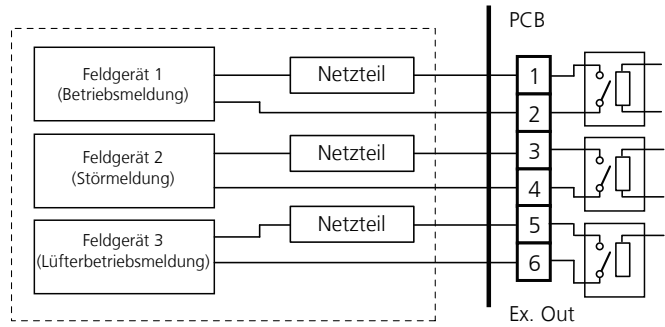 PCB
Feldgerät 1
(Betriebsmeldung)
Netzteil
1
2
Feldgerät 2
(Störmeldung)
Netzteil
3
4
Feldgerät 3
(Lüfterbetriebsmeldung)
Netzteil
5
6
Ex. Out